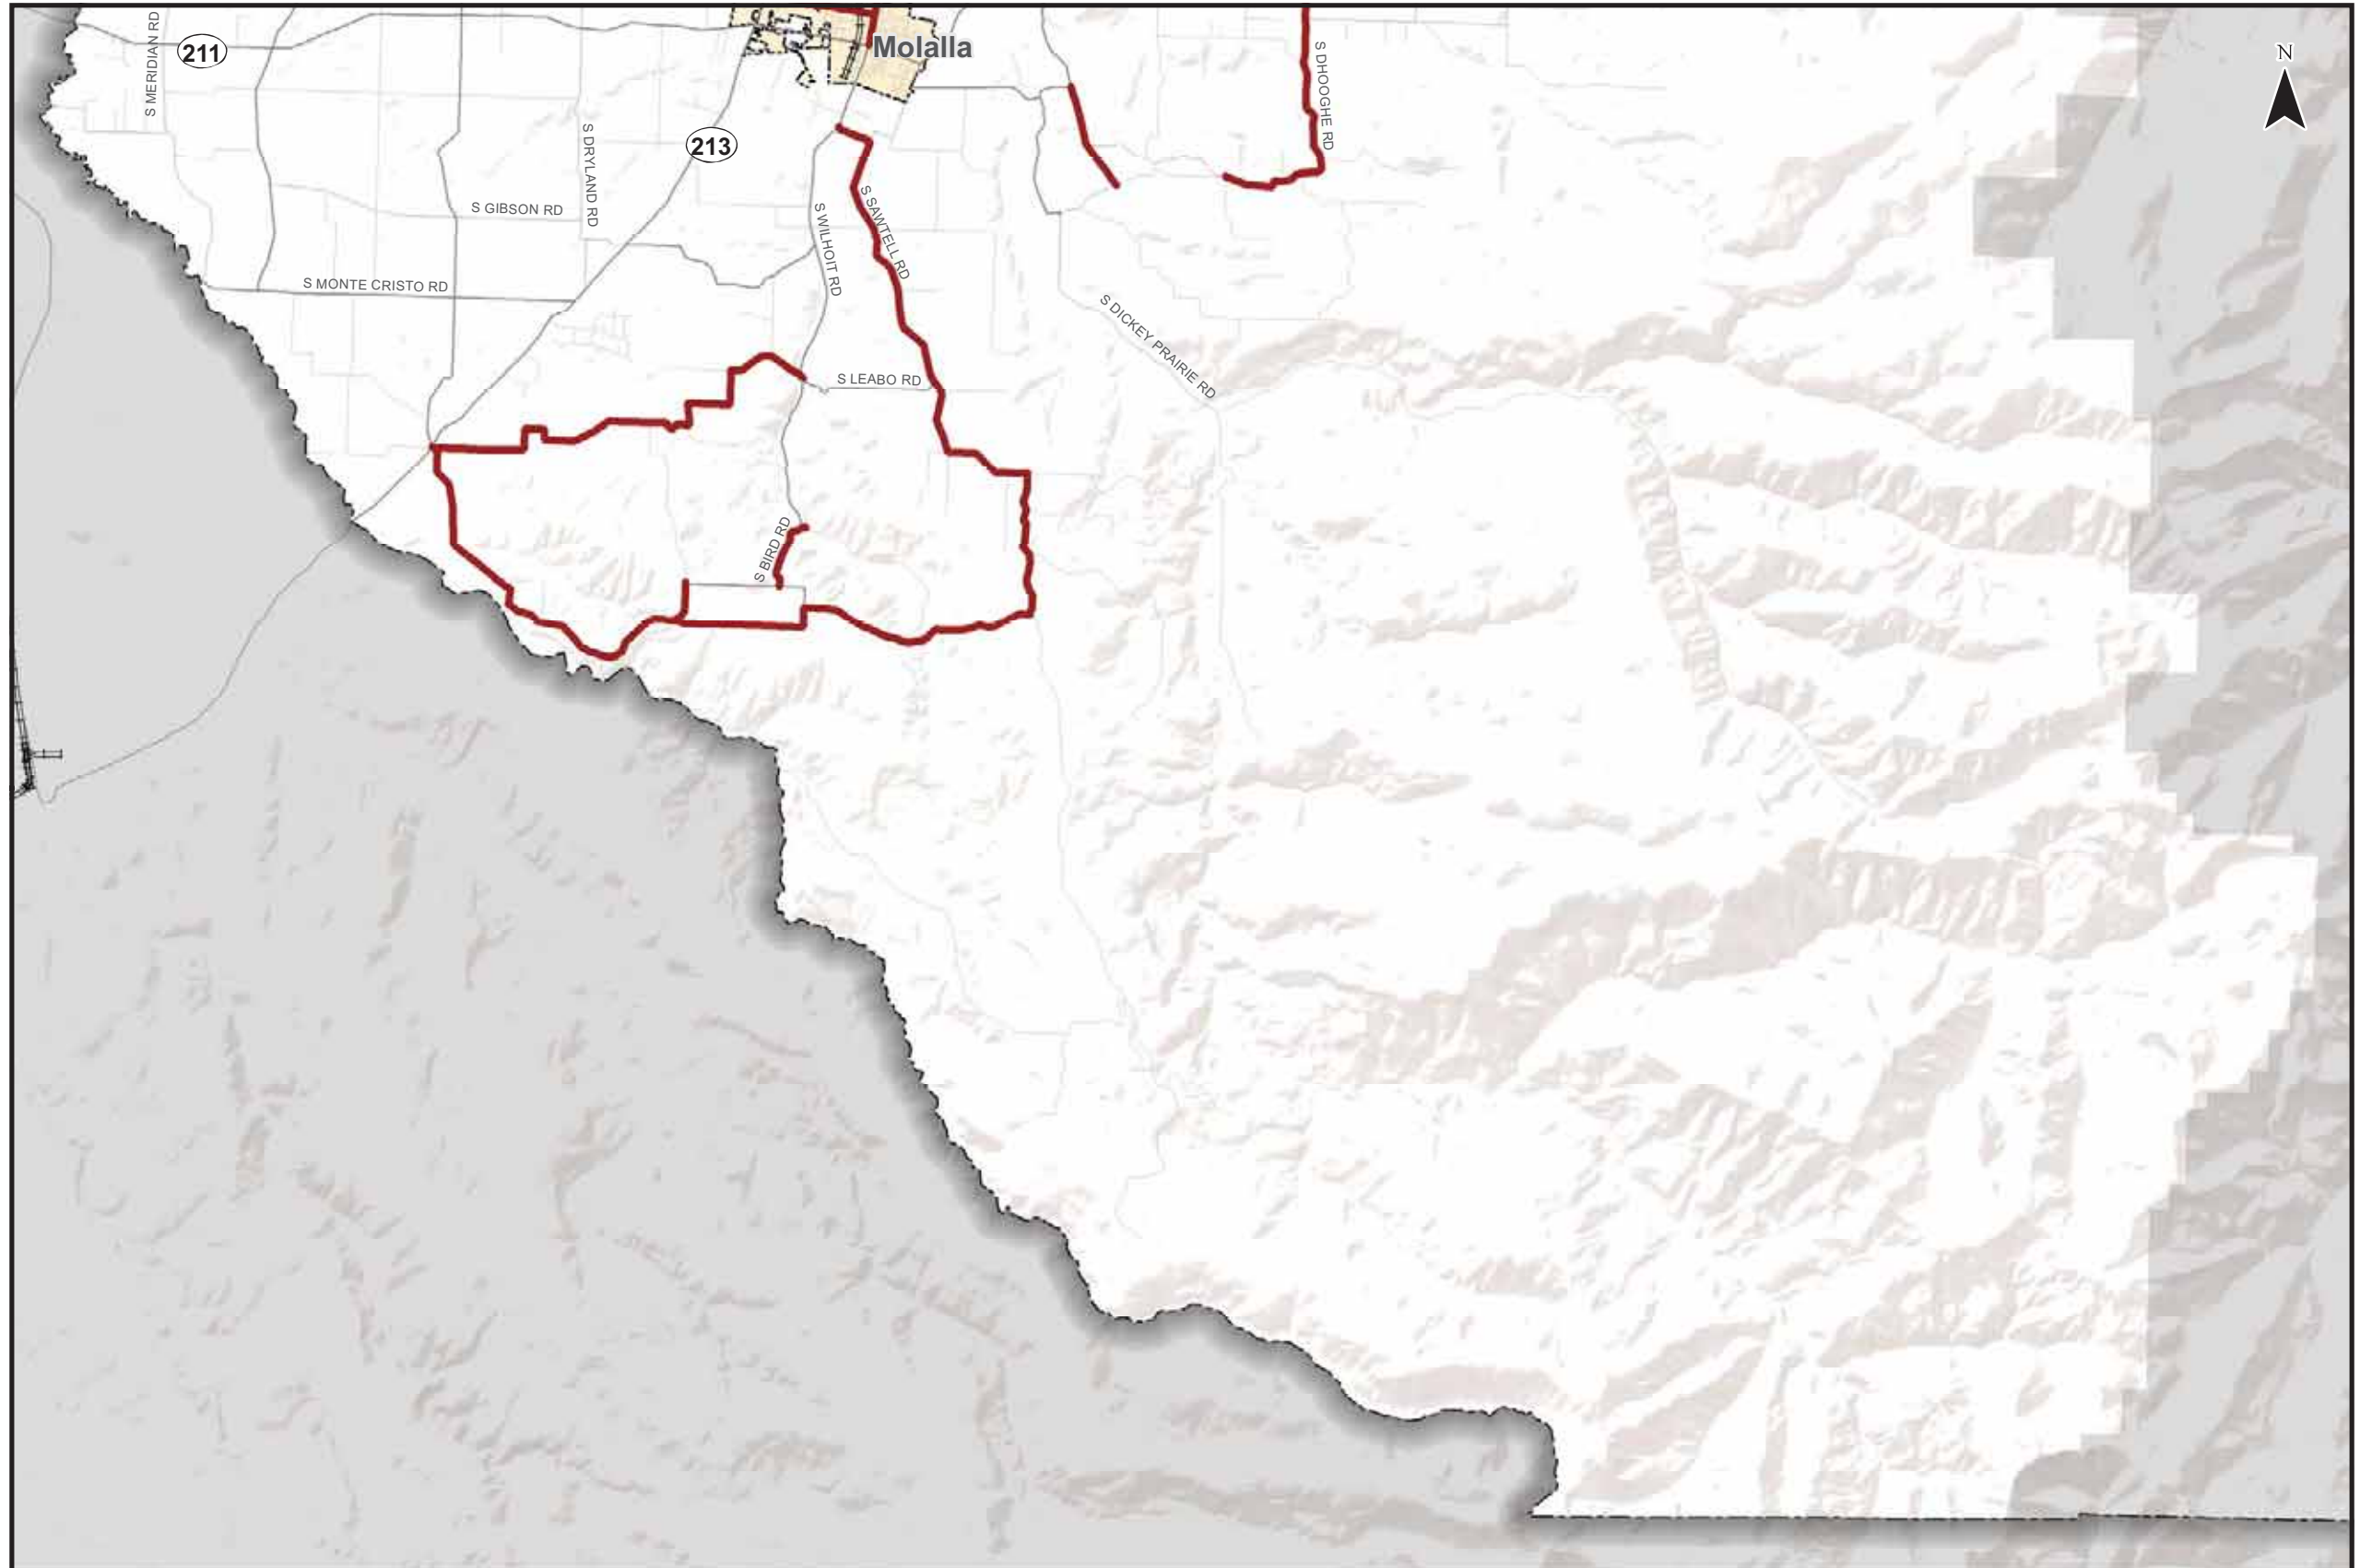 N
Molalla
211
S MERIDIAN RD
S DHOOGHE RD
213
S DRYLAND RD
S GIBSON RD
S WILHOIT RD
S SAWTELL RD
S MONTE CRISTO RD
S DICKEY PRAIRIE RD
S LEABO RD
S BIRD RD